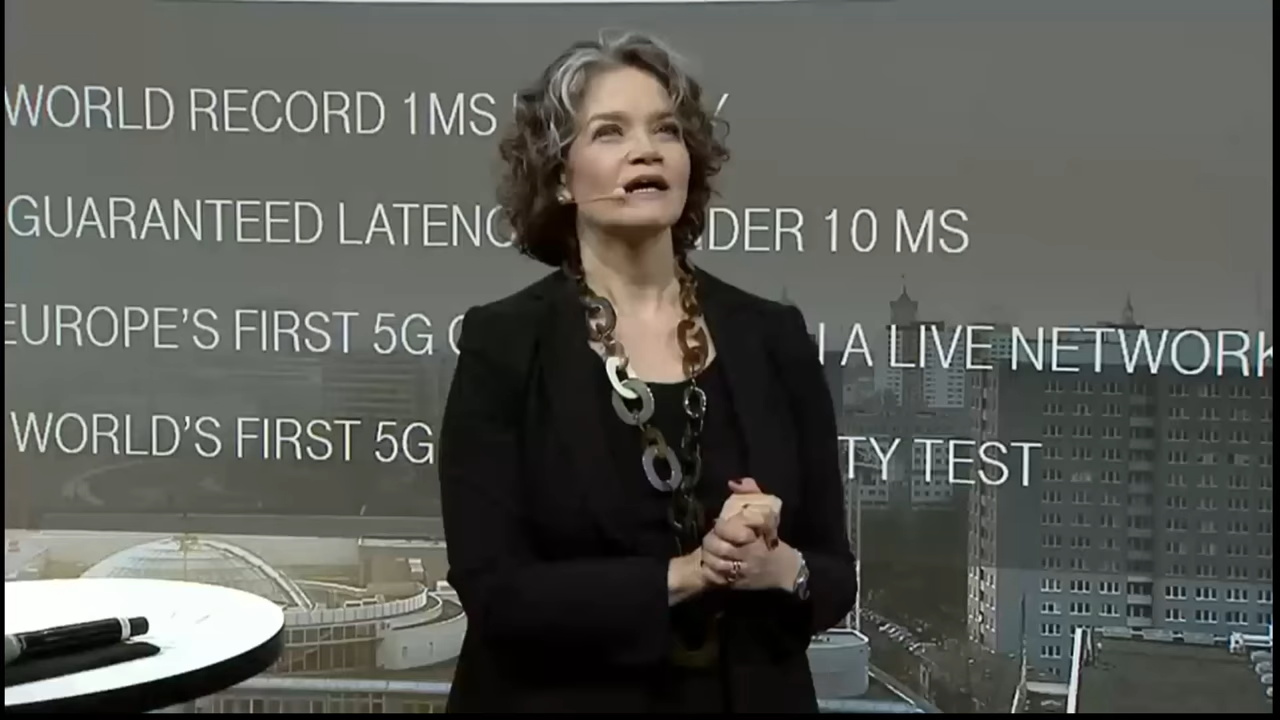 WORLD RECORD 1MS
GUARANTEED LATENC DER 10 MS
EUROPE'S FIRST 5G A LIVE NETWORK
WORLD'S FIRST 5G TY TEST